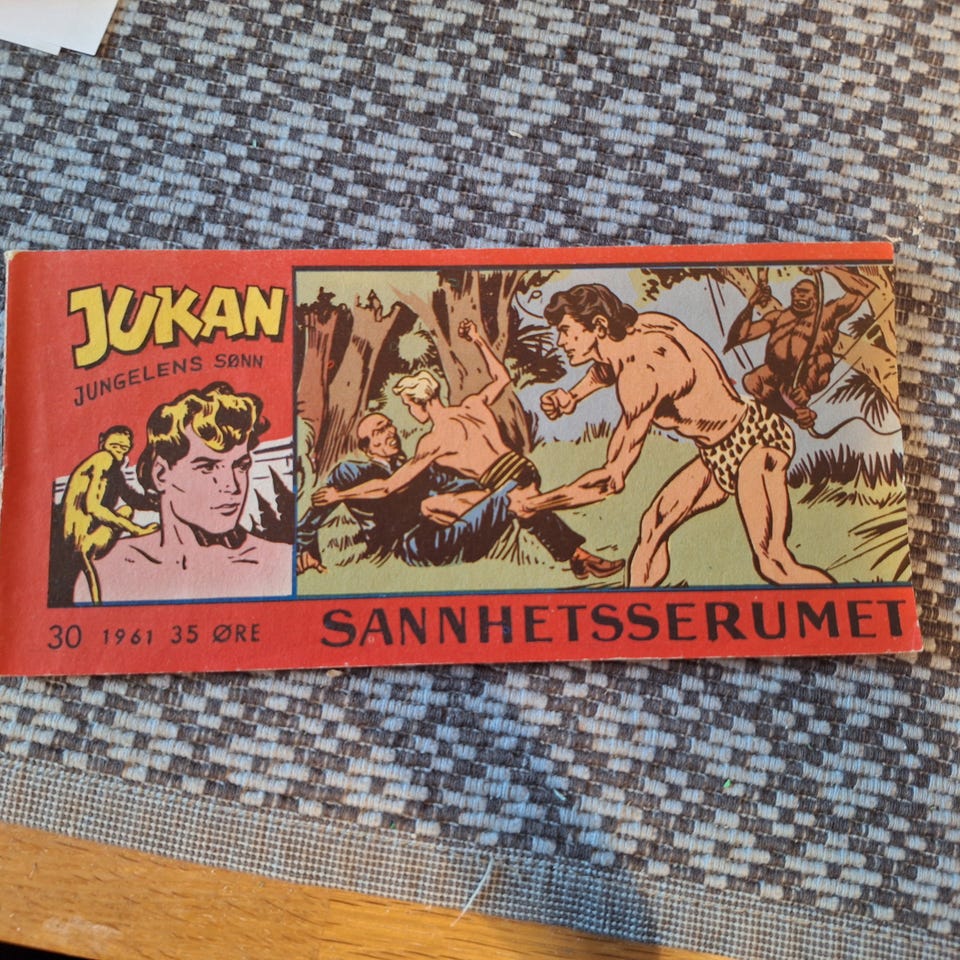 JUKAN
JUNGELENS SØNN
30 1961 35 ØRE
SANNHETSSERUMET